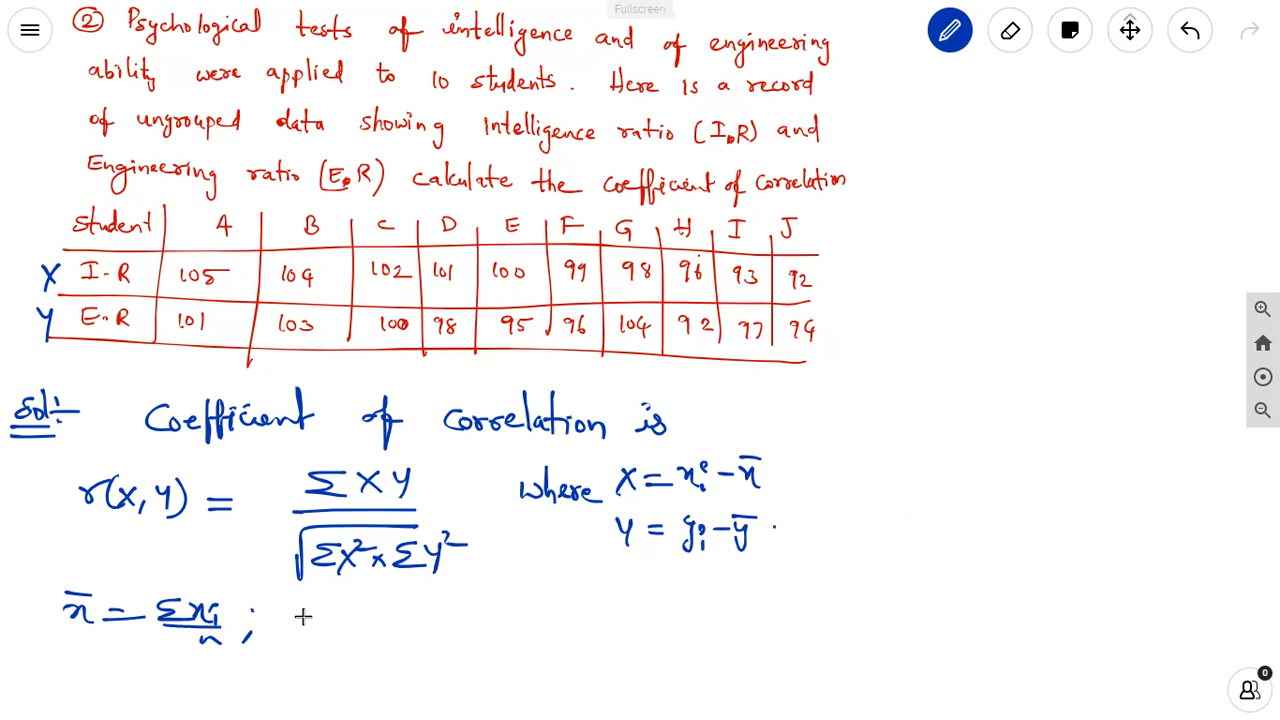 Fullscreen
② Psychological tests of intelligence and of engineering
ability were applied to 10 students. Here is a record
of ungrouped data showing Intelligence ratio (I.R) and
Engineering ratio (E.R) calculate the coefficient of correlation
Student A B C D E F G H I J
X I-R 105 104 102 101 100 99 98 96 93 92
Y E-R 101 103 100 98 95 96 104 92 97 94
Sol:- Coefficient of correlation is
r(X, Y) = ΣXY / √(ΣX² × ΣY²) where X = xᵢ - x̄
Y = yᵢ - ȳ.
x̄ = Σxᵢ / n ;
0